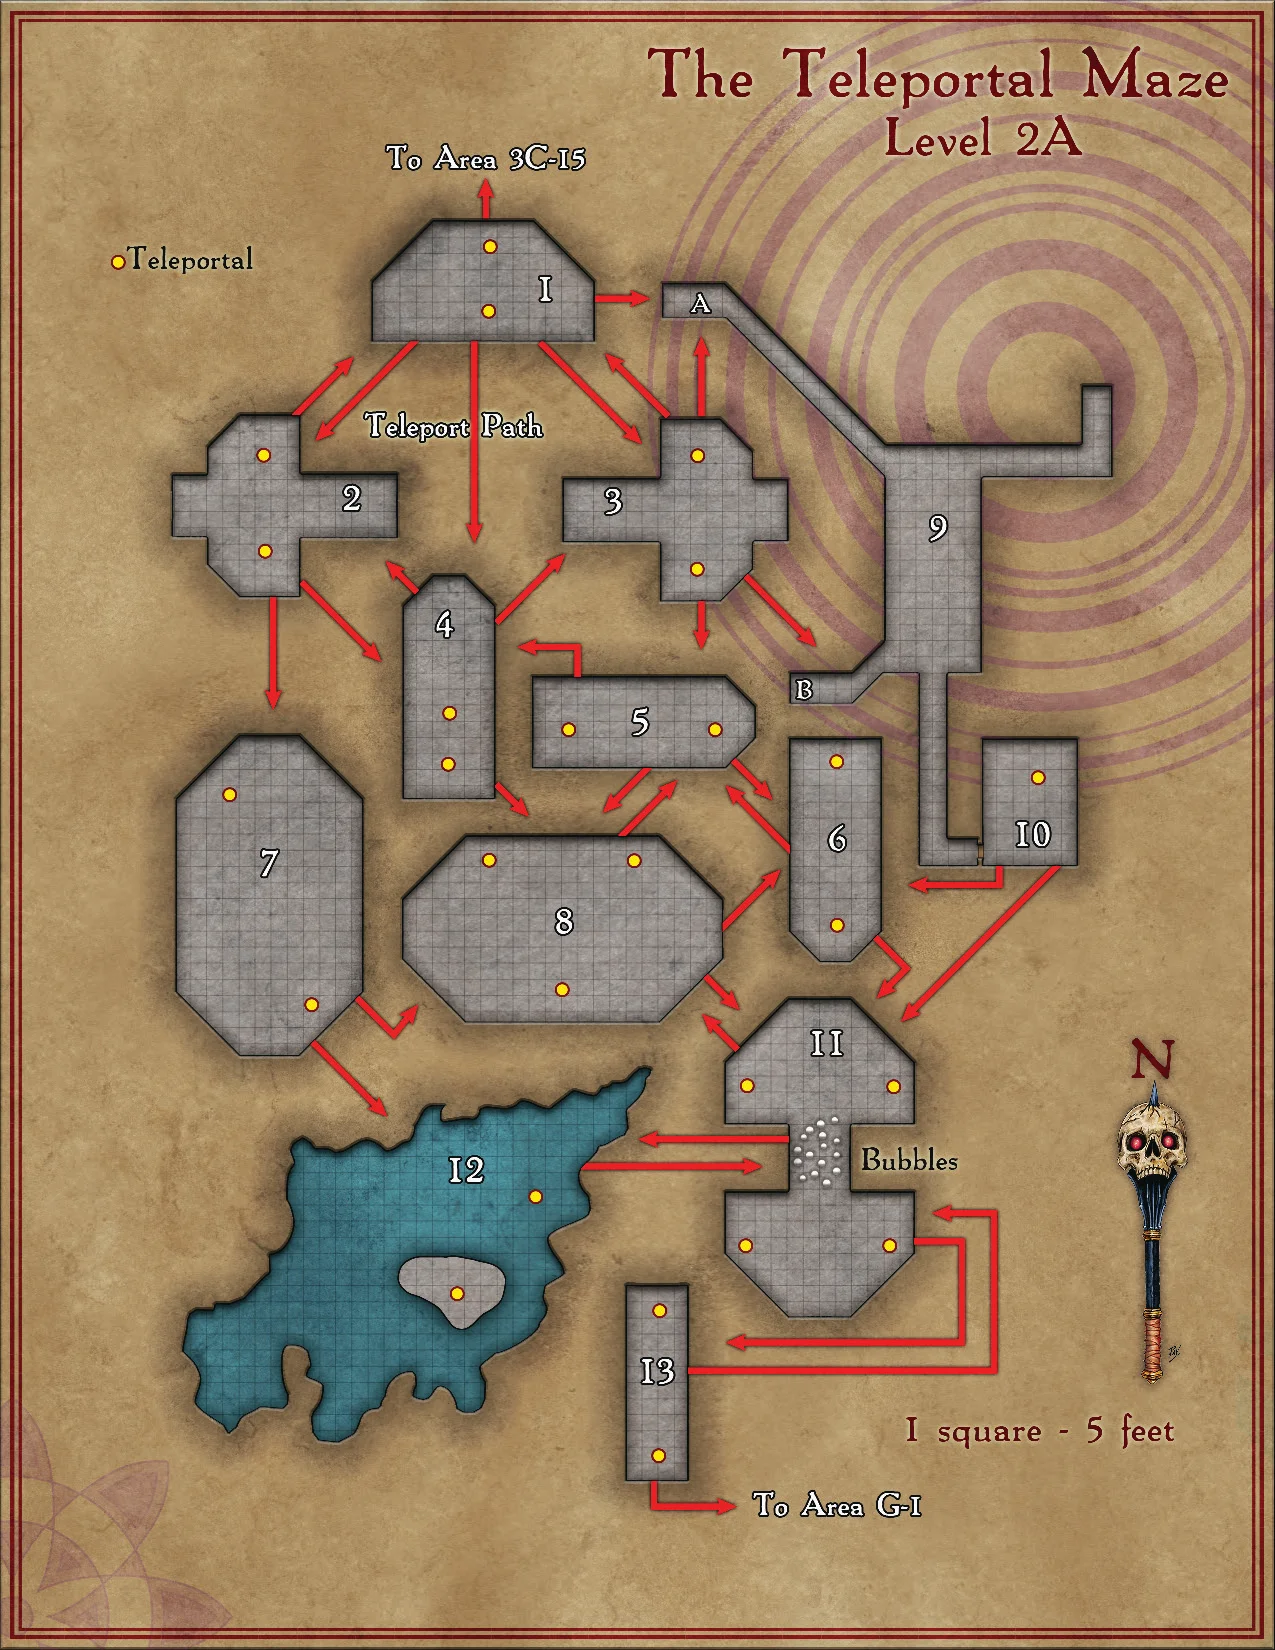 The Teleportal Maze
Level 2A
To Area 3C-15
Teleportal
1
A
Teleport Path
2
3
9
4
B
5
6
10
7
8
11
12
Bubbles
N
13
1 square - 5 feet
To Area G-1